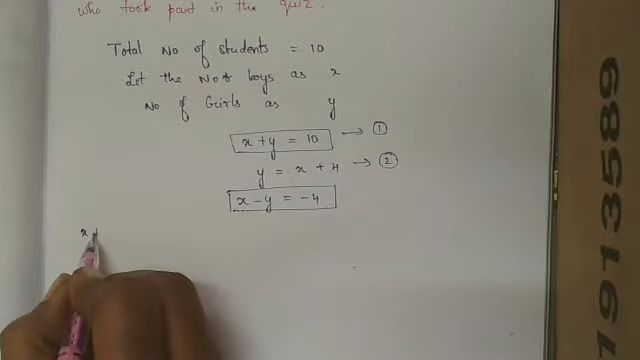 who took part in the quiz.
Total No of students = 10
Let the No of boys as x
No of Girls as y
x + y = 10 → ①
y = x + 4 → ②
x - y = -4
x
1913589